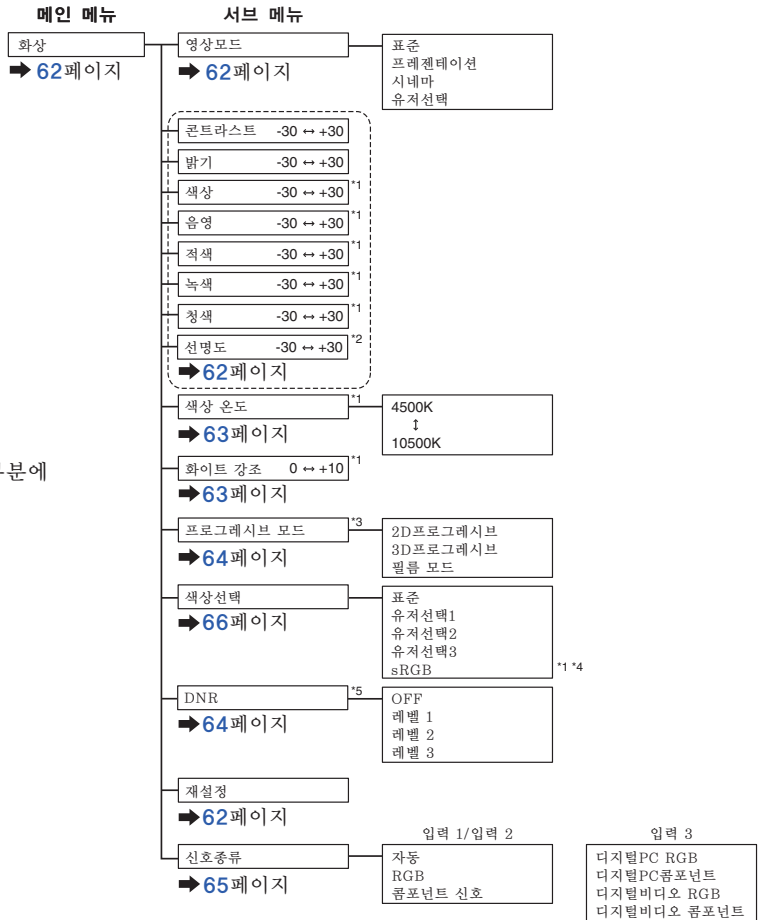 메인 메뉴 서브 메뉴
화상 영상모드 표준
➡ 62페이지 ➡ 62페이지 프레젠테이션
시네마
유저선택
콘트라스트 -30 ↔ +30
밝기 -30 ↔ +30
색상 -30 ↔ +30 *1
음영 -30 ↔ +30 *1
적색 -30 ↔ +30 *1
녹색 -30 ↔ +30 *1
청색 -30 ↔ +30 *1
선명도 -30 ↔ +30 *2
➡62페이지
색상 온도 *1 4500K
↕
➡63페이지 10500K
분에
화이트 강조 0 ↔ +10 *1
➡63페이지
프로그레시브 모드 *3 2D프로그레시브
➡64페이지 3D프로그레시브
필름 모드
색상선택 표준
➡66페이지 유저선택1
유저선택2
유저선택3
sRGB *1 *4
DNR *5 OFF
➡64페이지 레벨 1
레벨 2
레벨 3
재설정
➡62페이지
입력 1/입력 2 입력 3
신호종류 자동 디지털PC RGB
➡65페이지 RGB 디지털PC콤포넌트
콤포넌트 신호 디지털비디오 RGB
디지털비디오 콤포넌트